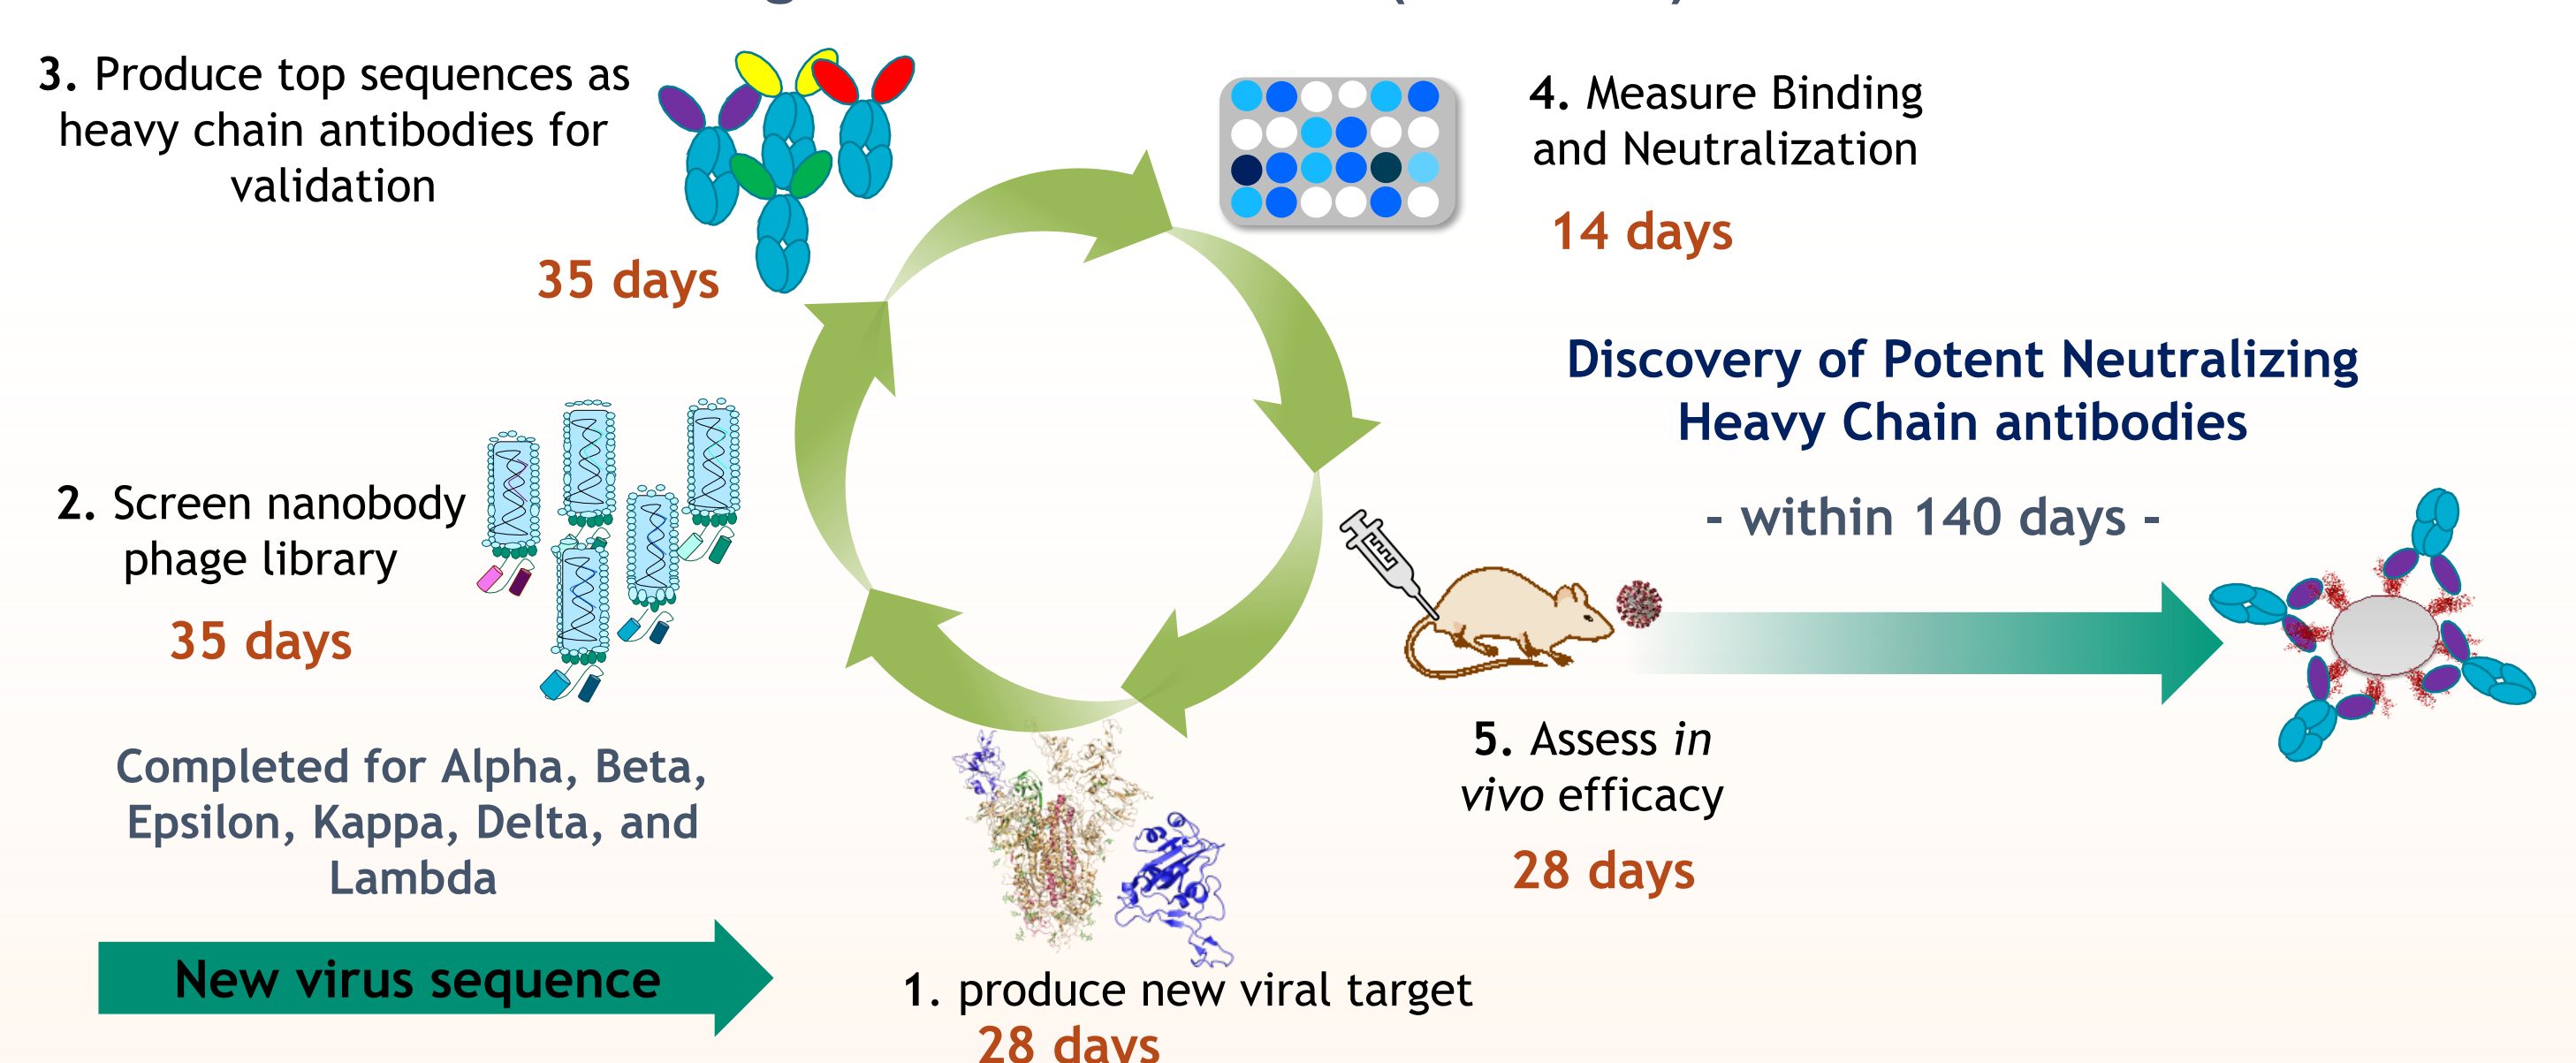 3. Produce top sequences as
heavy chain antibodies for
validation
35 days
4. Measure Binding
and Neutralization
14 days
Discovery of Potent Neutralizing
Heavy Chain antibodies
- within 140 days -
2. Screen nanobody
phage library
35 days
5. Assess in
vivo efficacy
28 days
Completed for Alpha, Beta,
Epsilon, Kappa, Delta, and
Lambda
New virus sequence
1. produce new viral target
28 days